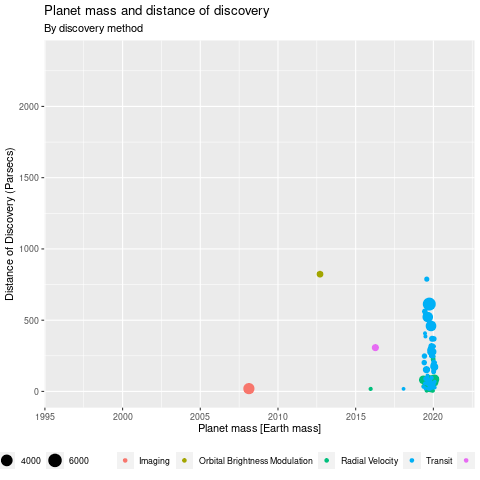 Planet mass and distance of discovery
By discovery method
Distance of Discovery (Parsecs)
2000
1500
1000
500
0
1995
2000
2005
2010
2015
2020
Planet mass [Earth mass]
4000
6000
Imaging
Orbital Brightness Modulation
Radial Velocity
Transit